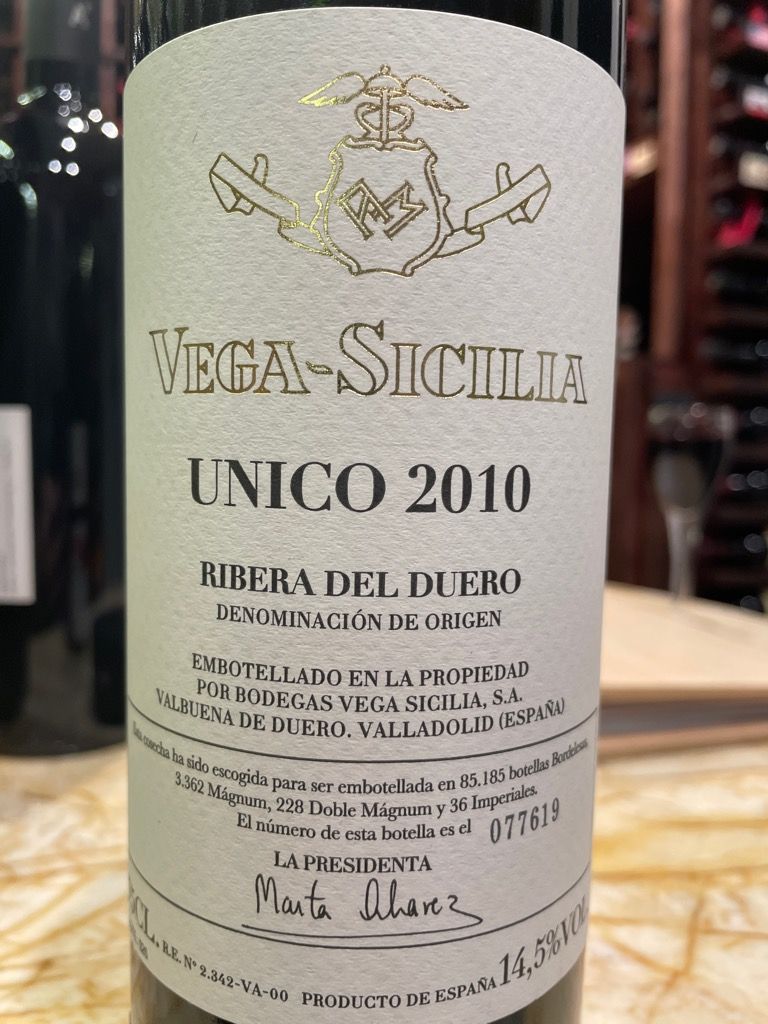 VEGA-SICILIA
UNICO 2010
RIBERA DEL DUERO
DENOMINACIÓN DE ORIGEN
EMBOTELLADO EN LA PROPIEDAD
POR BODEGAS VEGA SICILIA, S.A.
VALBUENA DE DUERO. VALLADOLID (ESPAÑA)
Esta cosecha ha sido escogida para ser embotellada en 85.185 botellas Bordelesas,
3.362 Mágnum, 228 Doble Mágnum y 36 Imperiales.
El número de esta botella es el 077619
LA PRESIDENTA
Marta Alvarez
CL. R.E. Nº 2.342-VA-00 PRODUCTO DE ESPAÑA 14,5%VOL.